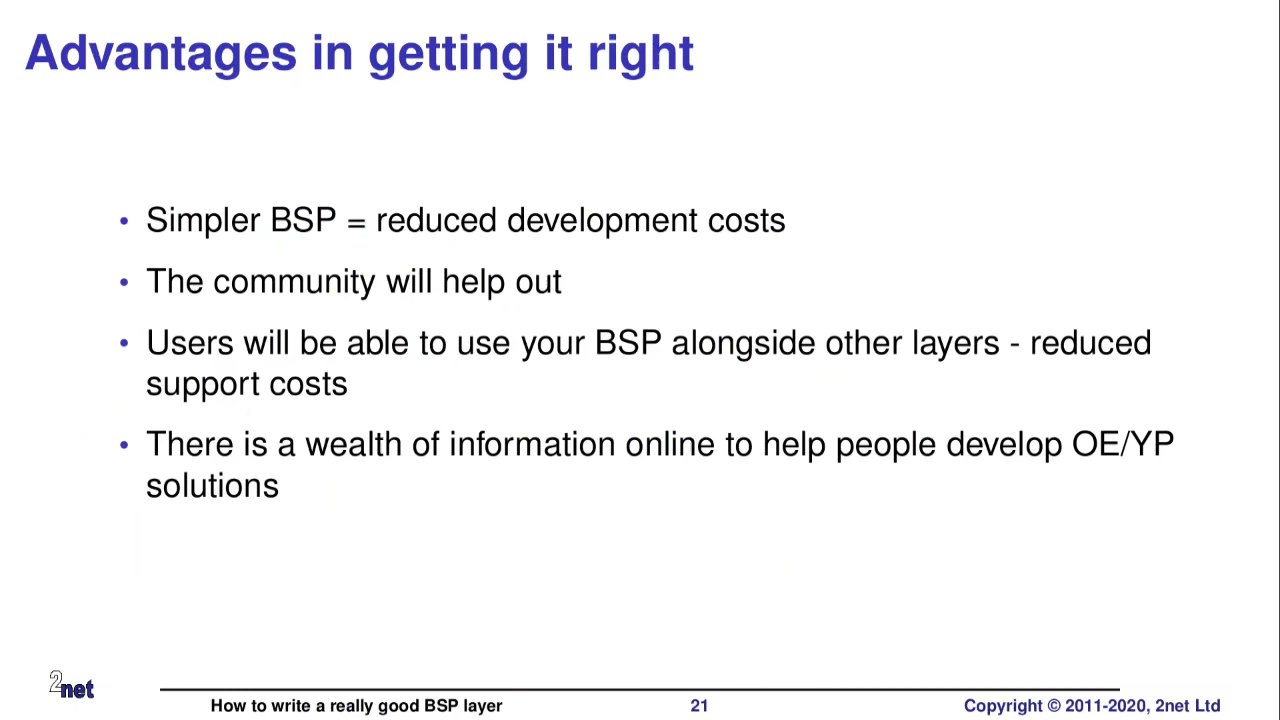 Advantages in getting it right
• Simpler BSP = reduced development costs
• The community will help out
• Users will be able to use your BSP alongside other layers - reduced
support costs
• There is a wealth of information online to help people develop OE/YP
solutions
2net
How to write a really good BSP layer
21
Copyright © 2011-2020, 2net Ltd